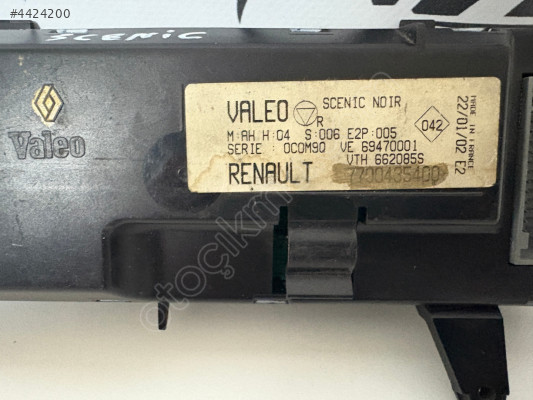 #4424200
SCENIC
Valeo
VALEO R SCENIC NOIR
M:AH H:04 S:006 E2P:005
SERIE : 0C0M90 VE 69470001
VTH 662085S
RENAULT 7700435400
042
22/01/02 E2
MADE IN FRANCE
otoçıkma